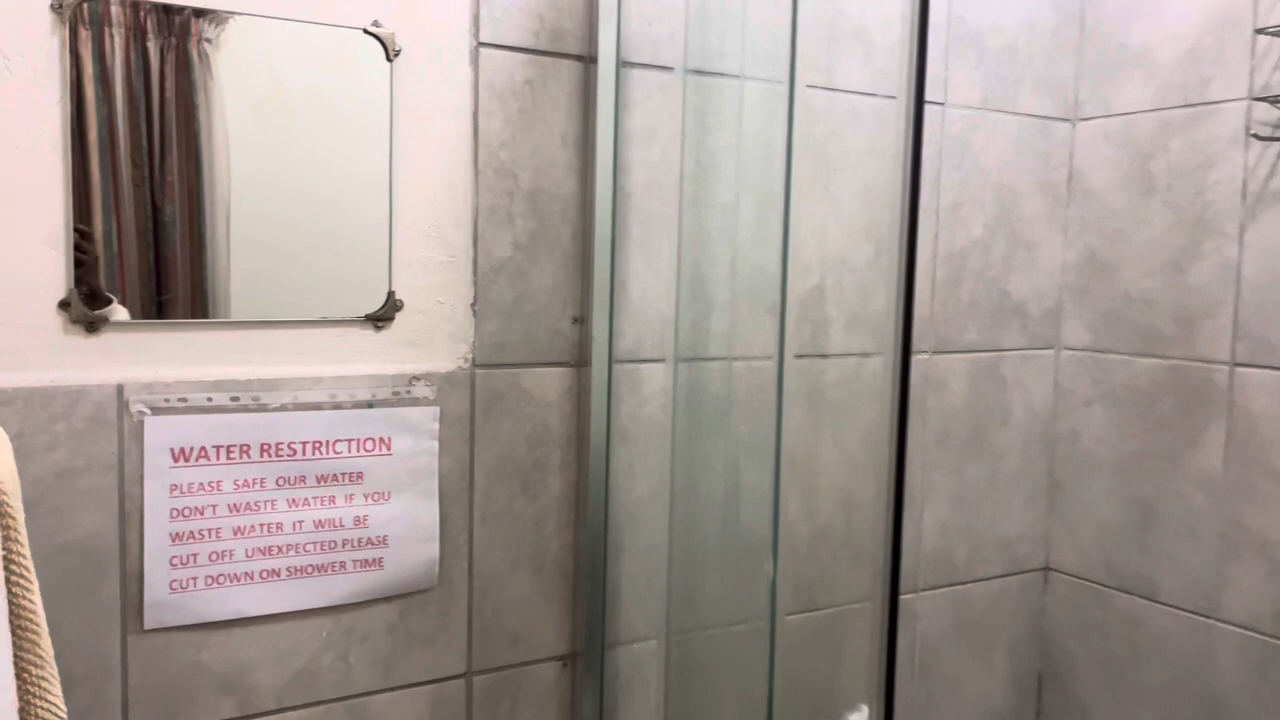 WATER RESTRICTION
PLEASE SAFE OUR WATER
DON'T WASTE WATER IF YOU
WASTE WATER IT WILL BE
CUT OFF UNEXPECTED PLEASE
CUT DOWN ON SHOWER TIME